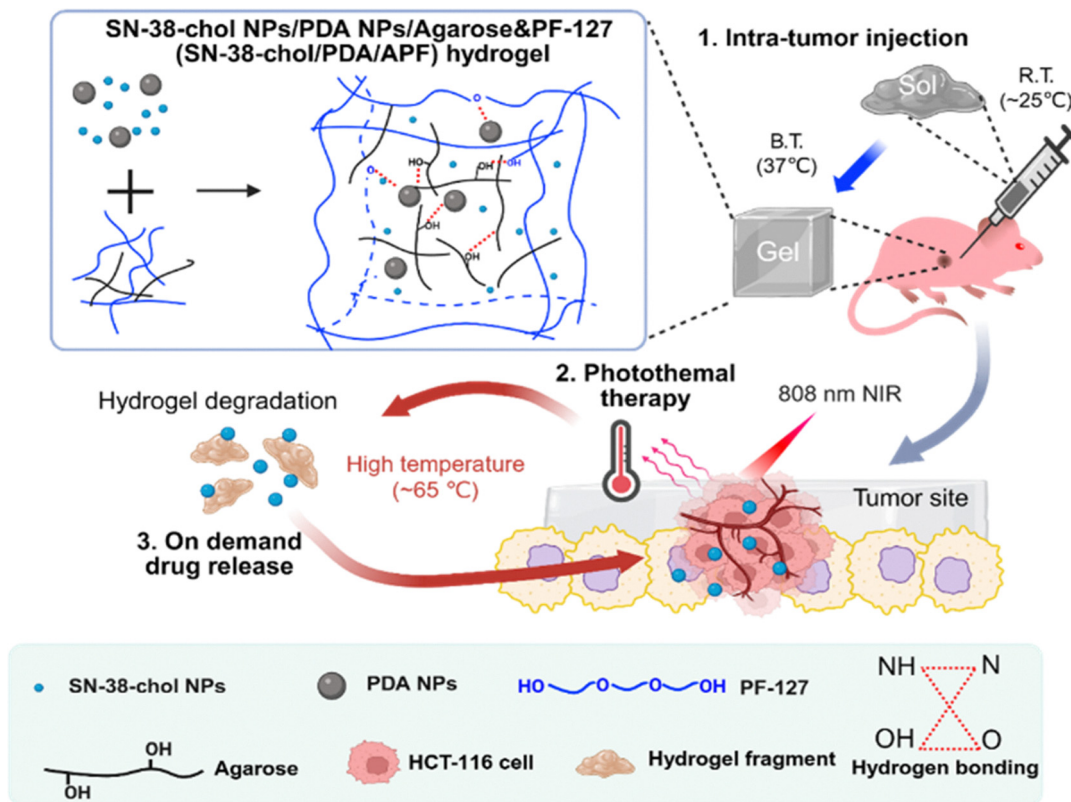 SN-38-chol NPs/PDA NPs/Agarose&PF-127
(SN-38-chol/PDA/APF) hydrogel
O
HO
OH
OH
O
OH
OH
1. Intra-tumor injection
Sol
R.T.
(~25℃)
B.T.
(37℃)
Gel
2. Photothemal
therapy
808 nm NIR
Hydrogel degradation
High temperature
(~65 ℃)
Tumor site
3. On demand
drug release
SN-38-chol NPs
PDA NPs
HO O O OH PF-127
NH N
OH O
Hydrogen bonding
OH
OH
Agarose
HCT-116 cell
Hydrogel fragment